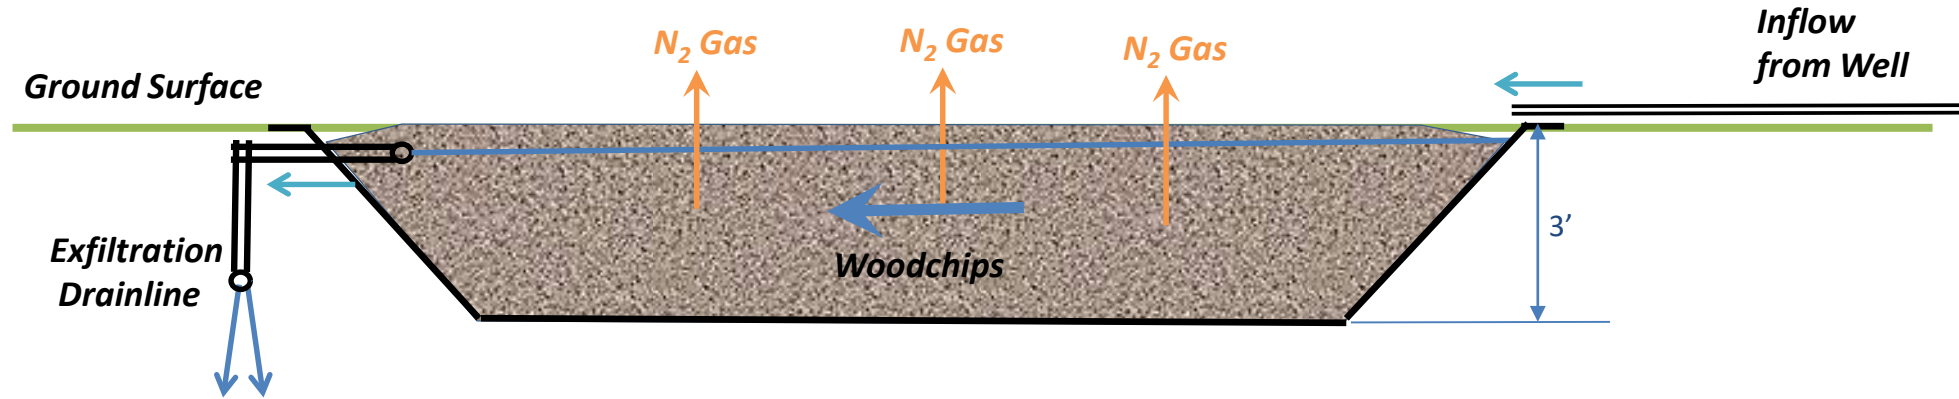 Inflow
from Well
N₂ Gas
N₂ Gas
N₂ Gas
Ground Surface
3’
Exfiltration
Drainline
Woodchips